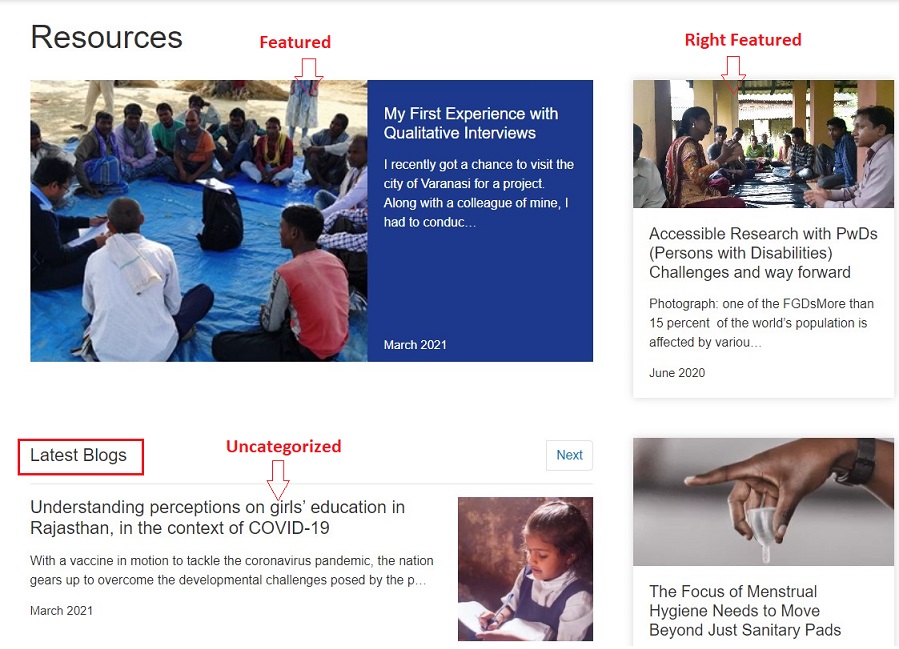 Resources
Featured
Right Featured
My First Experience with
Qualitative Interviews
I recently got a chance to visit the
city of Varanasi for a project.
Along with a colleague of mine, I
had to conduc…
March 2021
Accessible Research with PwDs
(Persons with Disabilities)
Challenges and way forward
Photograph: one of the FGDsMore than
15 percent  of the world's population is
affected by variou…
June 2020
Latest Blogs
Uncategorized
Next
Understanding perceptions on girls' education in
Rajasthan, in the context of COVID-19
With a vaccine in motion to tackle the coronavirus pandemic, the nation
gears up to overcome the developmental challenges posed by the p…
March 2021
The Focus of Menstrual
Hygiene Needs to Move
Beyond Just Sanitary Pads